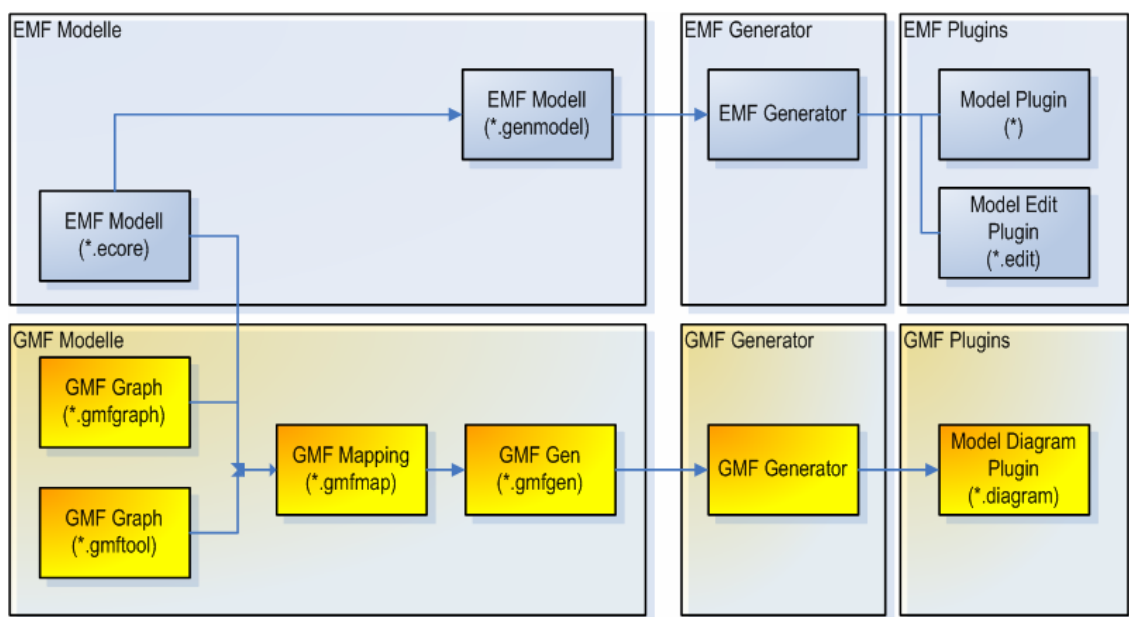 EMF Modelle
EMF Modell
(*.genmodel)
EMF Modell
(*.ecore)
EMF Generator
EMF Generator
EMF Plugins
Model Plugin
(*)
Model Edit
Plugin
(*.edit)
GMF Modelle
GMF Graph
(*.gmfgraph)
GMF Graph
(*.gmftool)
GMF Mapping
(*.gmfmap)
GMF Gen
(*.gmfgen)
GMF Generator
GMF Generator
GMF Plugins
Model Diagram
Plugin
(*.diagram)